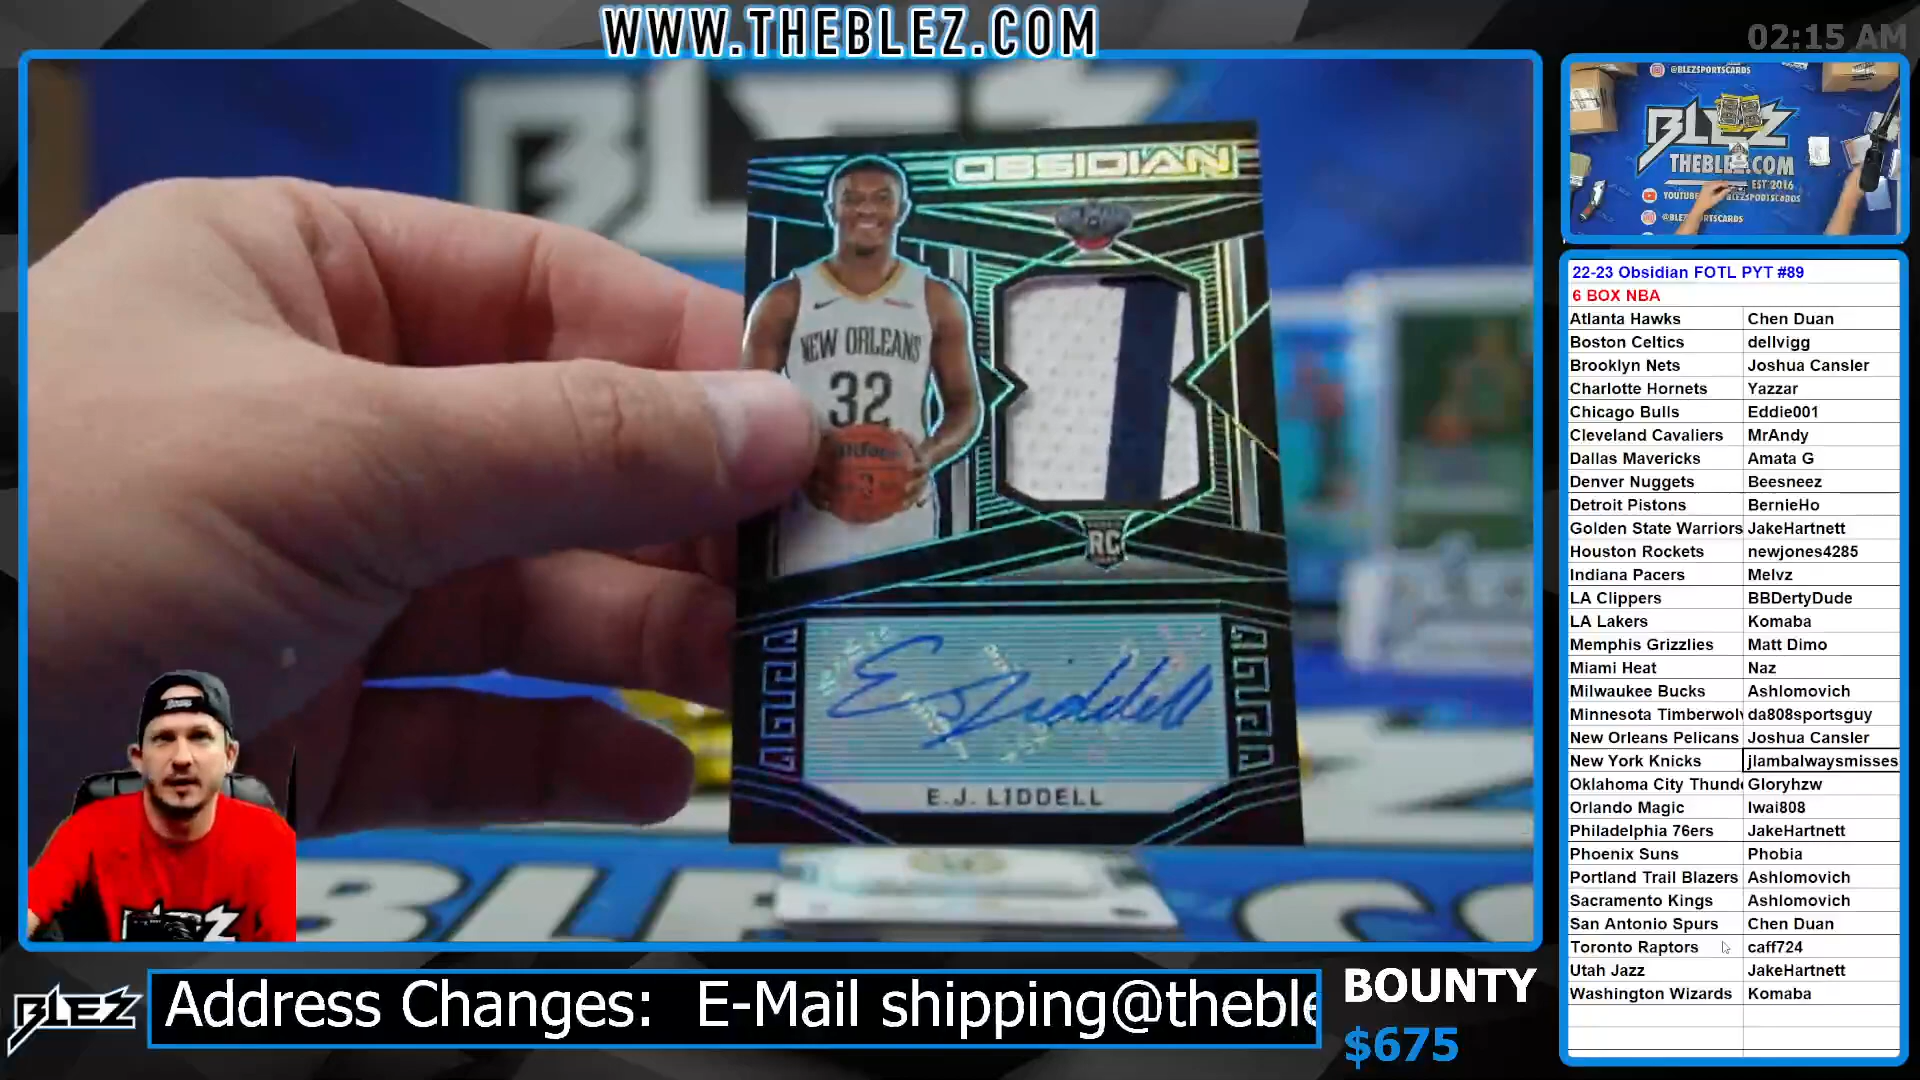 WWW.THEBLEZ.COM
02:15 AM
OBSIDIAN
NEW ORLEANS
32
RC
E.J. Liddell
E.J. LIDDELL
@BLEZSPORTSCARDS
BLEZ
THEBLEZ.COM
EST 2016
22-23 Obsidian FOTL PYT #89
6 BOX NBA
Atlanta Hawks Chen Duan
Boston Celtics dellvigg
Brooklyn Nets Joshua Cansler
Charlotte Hornets Yazzar
Chicago Bulls Eddie001
Cleveland Cavaliers MrAndy
Dallas Mavericks Amata G
Denver Nuggets Beesneez
Detroit Pistons BernieHo
Golden State Warriors JakeHartnett
Houston Rockets newjones4285
Indiana Pacers Melvz
LA Clippers BBDertyDude
LA Lakers Komaba
Memphis Grizzlies Matt Dimo
Miami Heat Naz
Milwaukee Bucks Ashlomovich
Minnesota Timberwolv da808sportsguy
New Orleans Pelicans Joshua Cansler
New York Knicks jlambalwaysmisses
Oklahoma City Thunde Gloryhzw
Orlando Magic Iwai808
Philadelphia 76ers JakeHartnett
Phoenix Suns Phobia
Portland Trail Blazers Ashlomovich
Sacramento Kings Ashlomovich
San Antonio Spurs Chen Duan
Toronto Raptors caff724
Utah Jazz JakeHartnett
Washington Wizards Komaba
BLEZ
Address Changes: E-Mail shipping@theble
BOUNTY
$675